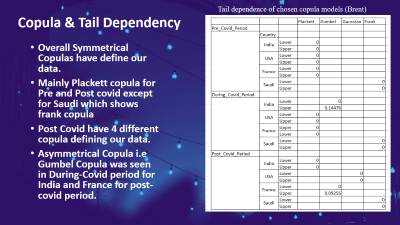 Copula & Tail Dependency
• Overall Symmetrical
Copulas have define our
data.
• Mainly Plackett copula for
Pre and Post covid except
for Saudi which shows
frank copula
• Post Covid have 4 different
copula defining our data.
• Asymmetrical Copula i.e
Gumbel Copula was seen
in During-Covid period for
India and France for post-
covid period.
Tail dependence of chosen copula models (Brent)
Plackett Gumbel Gaussian Frank
Pre_Covid_Period
Country
India Lower 0
Upper 0
USA Lower 0
Upper 0
France Lower 0
Upper 0
Saudi Lower 0
Upper 0
During_Covid_Period
India Lower 0
Upper 0.14476
USA Lower 0
Upper 0
France Lower 0
Upper 0
Saudi Lower 0
Upper 0
Post_Covid_Period
India Lower 0
Upper 0
USA Lower 0
Upper 0
France Lower 0
Upper 0.09256
Saudi Lower 0
Upper 0